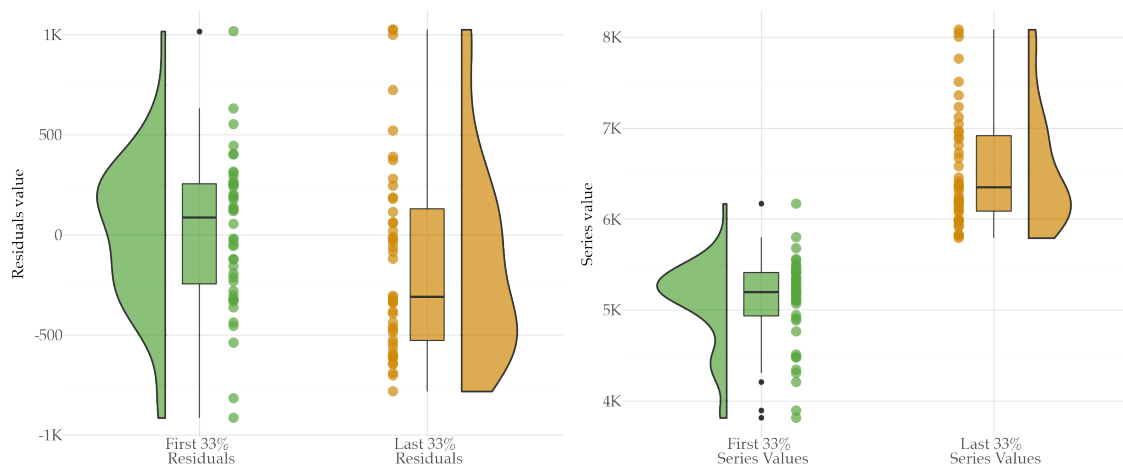 1K
500
0
-500
-1K
Residuals value
First 33%
Residuals
Last 33%
Residuals
8K
7K
6K
5K
4K
Series value
First 33%
Series Values
Last 33%
Series Values